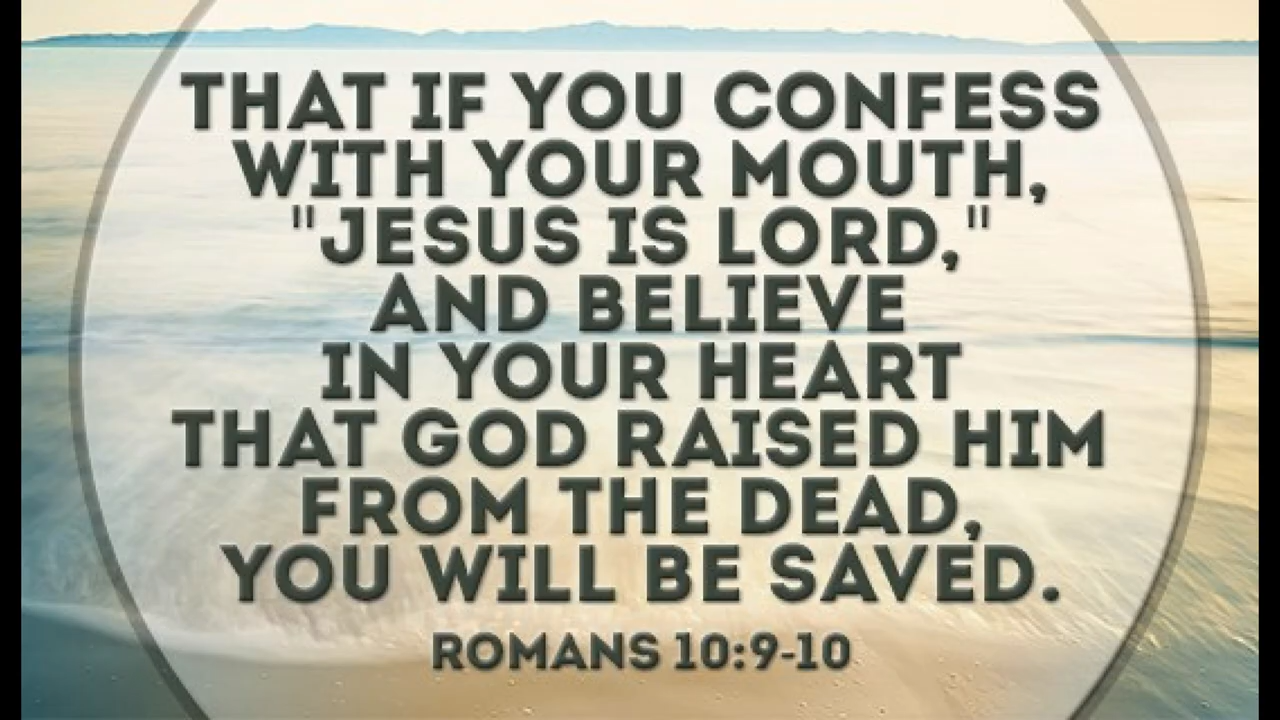 THAT IF YOU CONFESS
WITH YOUR MOUTH,
"JESUS IS LORD,"
AND BELIEVE
IN YOUR HEART
THAT GOD RAISED HIM
FROM THE DEAD,
YOU WILL BE SAVED.
ROMANS 10:9-10